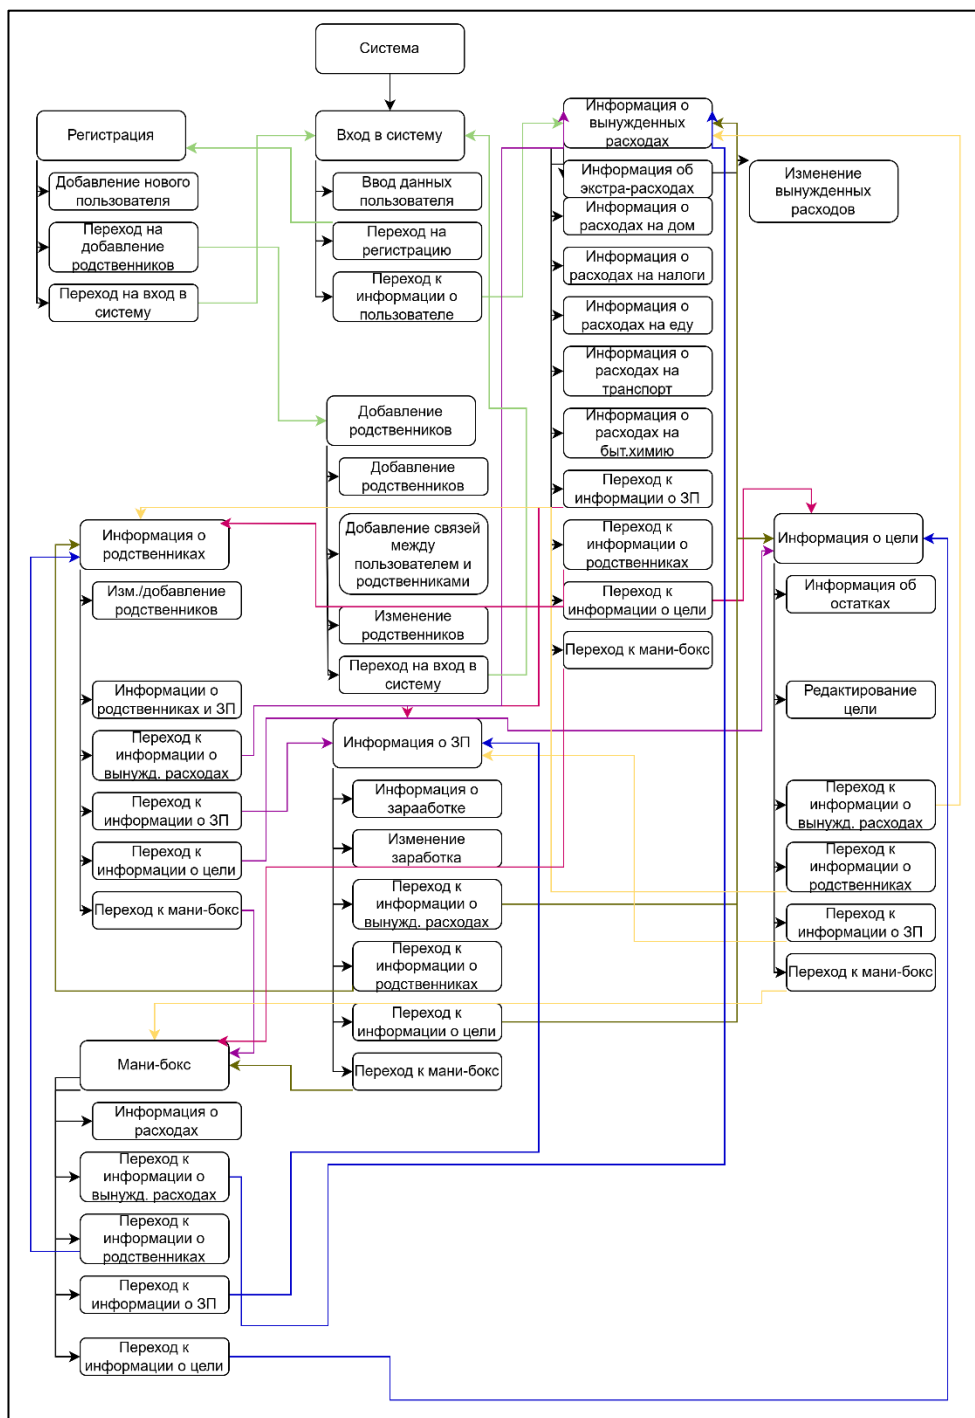 Система
Регистрация
Добавление нового
пользователя
Переход на
добавление
родственников
Переход на вход в
систему
Вход в систему
Ввод данных
пользователя
Переход на
регистрацию
Переход к
информации о
пользователе
Информация о
вынужденных
расходах
Информация об
экстра-расходах
Информация о
расходах на дом
Информация о
расходах на налоги
Информация о
расходах на еду
Информация о
расходах на
транспорт
Информация о
расходах на
быт.химию
Переход к
информации о ЗП
Переход к
информации о
родственниках
Переход к
информации о цели
Переход к мани-бокс
Изменение
вынужденных
расходов
Добавление
родственников
Добавление
родственников
Добавление связей
между
пользователем и
родственниками
Изменение
родственников
Переход на вход в
систему
Информация о
родственниках
Изм./добавление
родственников
Информации о
родственниках и ЗП
Переход к
информации о
вынужд. расходах
Переход к
информации о ЗП
Переход к
информации о цели
Переход к мани-бокс
Информация о ЗП
Информация о
зарааботке
Изменение
заработка
Переход к
информации о
вынужд. расходах
Переход к
информации о
родственниках
Переход к
информации о цели
Переход к мани-бокс
Информация о цели
Информация об
остатках
Редактирование
цели
Переход к
информации о
вынужд. расходах
Переход к
информации о
родственниках
Переход к
информации о ЗП
Переход к мани-бокс
Мани-бокс
Информация о
расходах
Переход к
информации о
вынужд. расходах
Переход к
информации о
родственниках
Переход к
информации о ЗП
Переход к
информации о цели